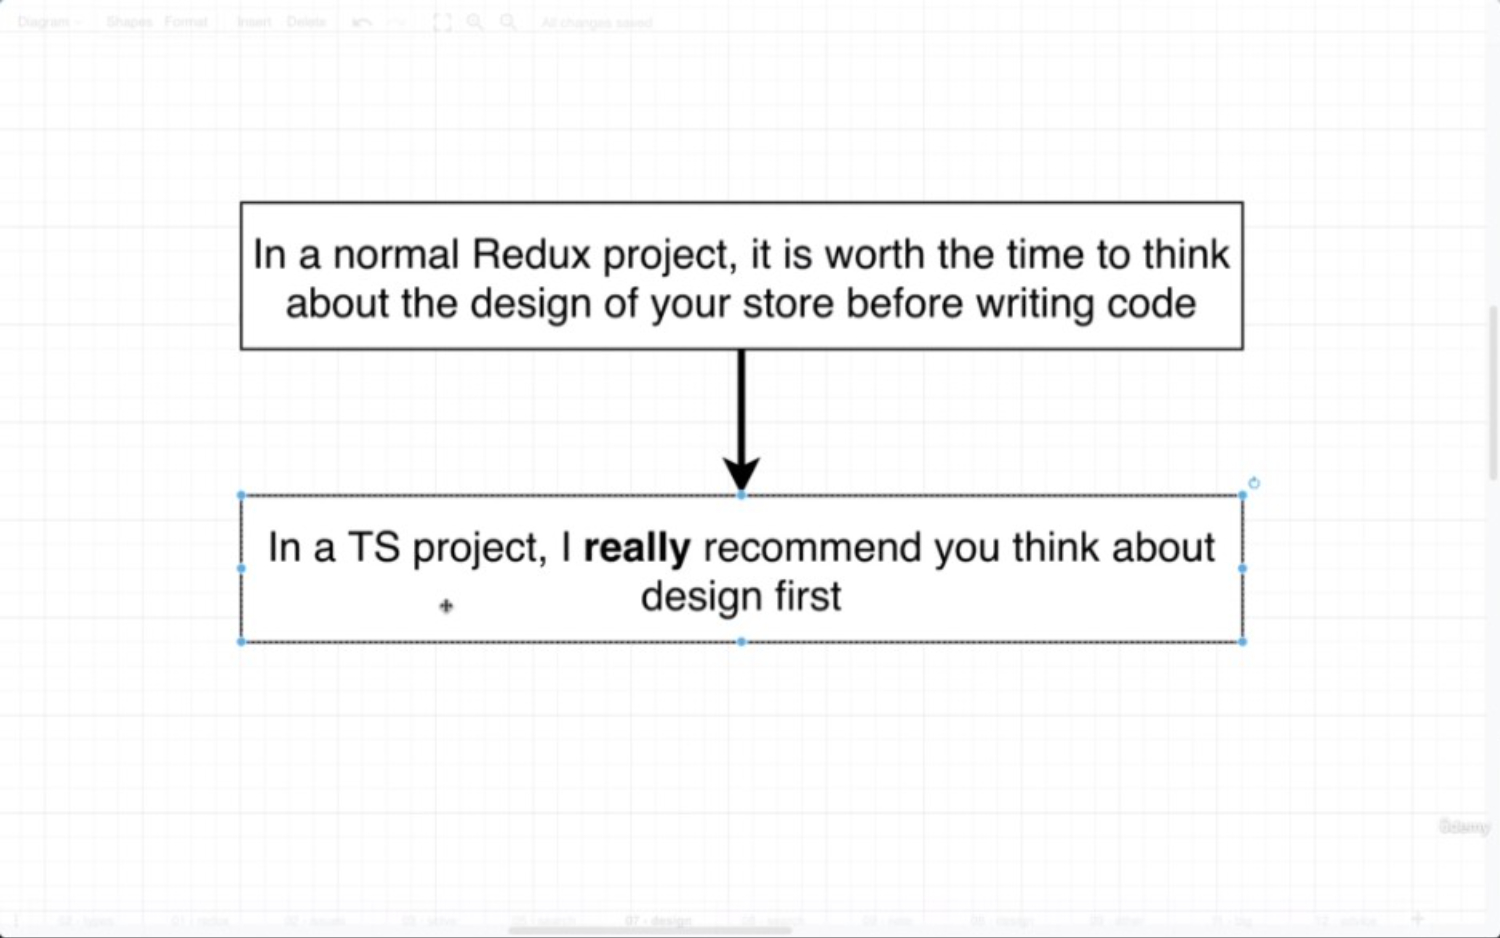 Diagram Shapes Format Insert Delete All changes saved
In a normal Redux project, it is worth the time to think
about the design of your store before writing code
In a TS project, I really recommend you think about
design first
Udemy
07 - design